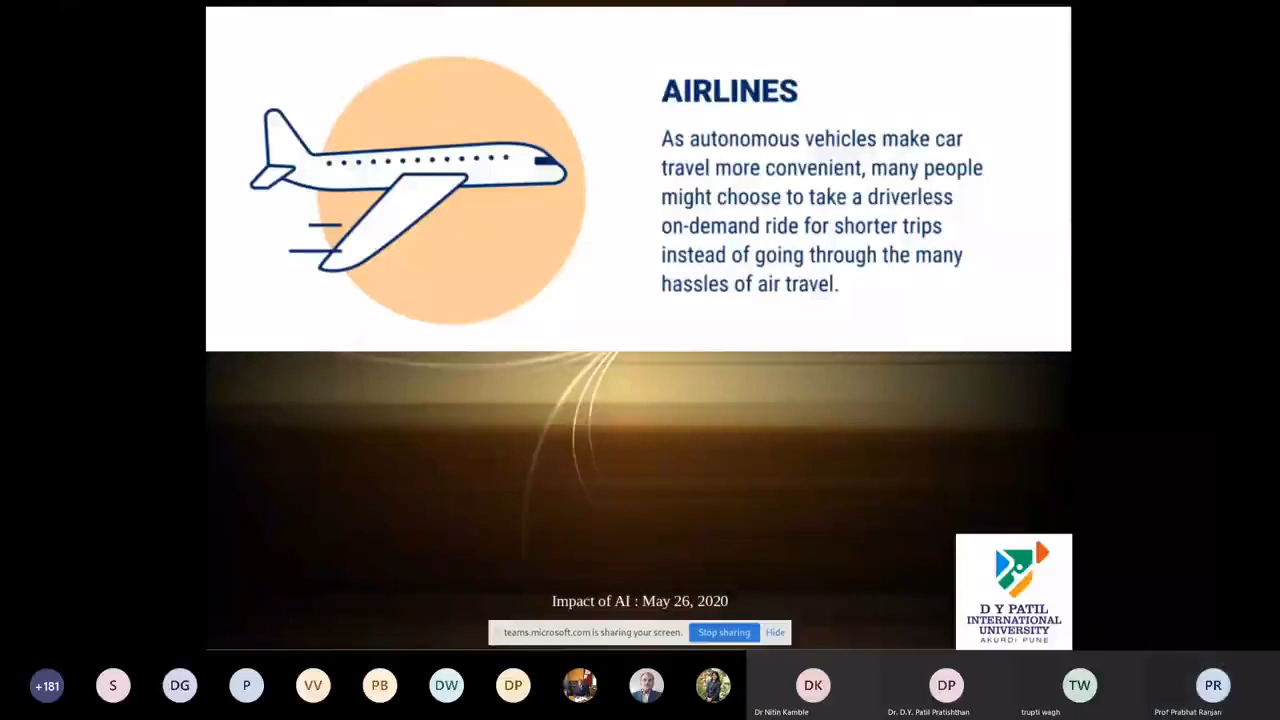 AIRLINES
As autonomous vehicles make car
travel more convenient, many people
might choose to take a driverless
on-demand ride for shorter trips
instead of going through the many
hassles of air travel.
D Y PATIL
INTERNATIONAL
UNIVERSITY
AKURDI PUNE
Impact of AI : May 26, 2020
teams.microsoft.com is sharing your screen. Stop sharing Hide
+181 S DG P VV PB DW DP DK DP TW PR
Dr Nitin Kamble Dr. D.Y. Patil Pratishthan trupti wagh Prof Prabhat Ranjan